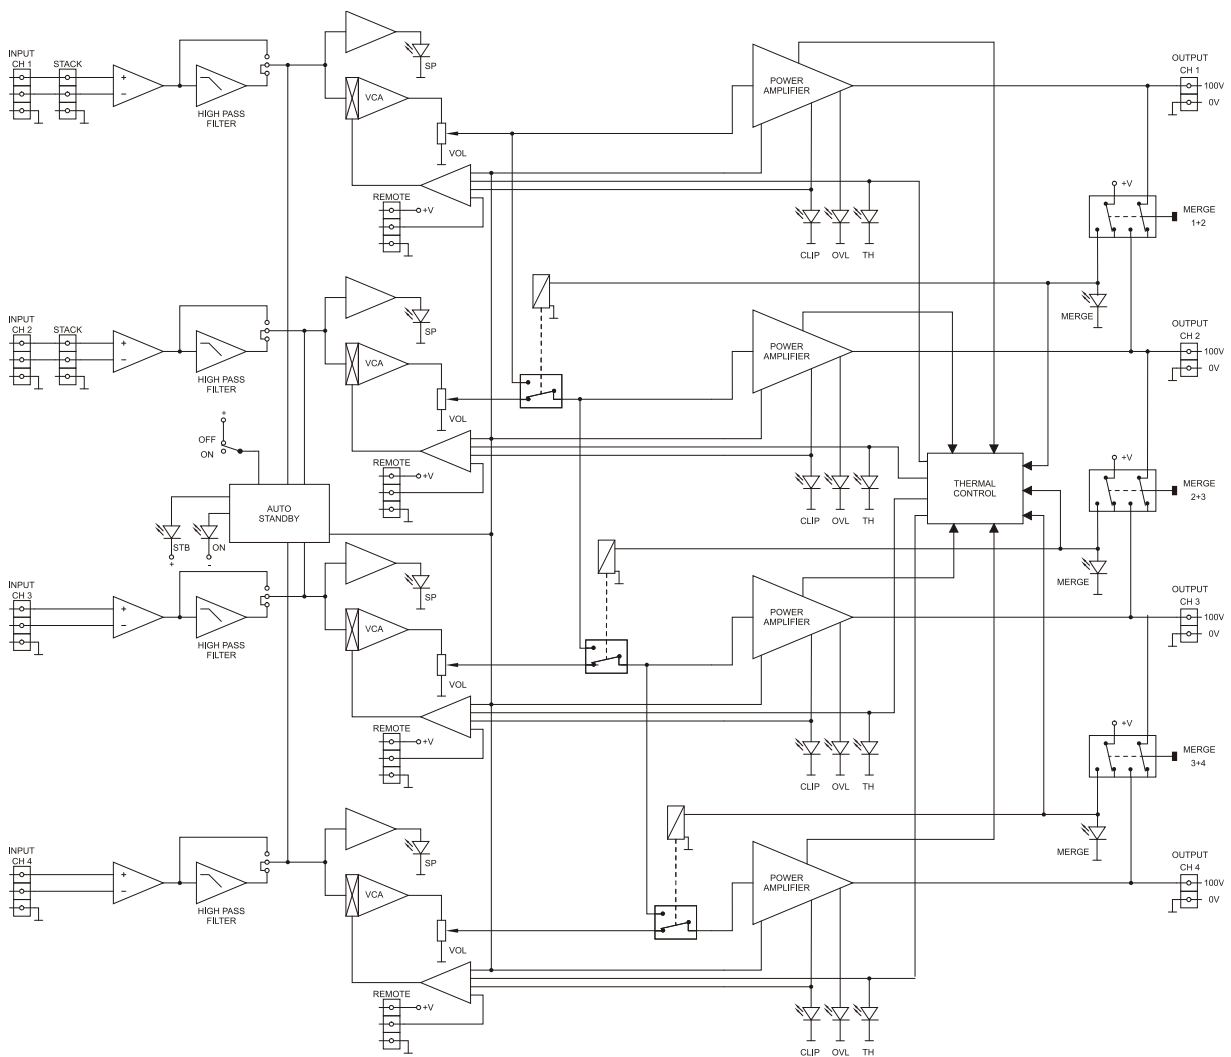 INPUT
CH 1
STACK
+
−
HIGH PASS
FILTER
SP
VCA
VOL
REMOTE
+V
POWER
AMPLIFIER
CLIP
OVL
TH
OUTPUT
CH 1
100V
0V
+V
MERGE
1+2
MERGE
INPUT
CH 2
STACK
+
−
HIGH PASS
FILTER
SP
VCA
VOL
REMOTE
+V
POWER
AMPLIFIER
CLIP
OVL
TH
OUTPUT
CH 2
100V
0V
+
OFF
ON
AUTO
STANDBY
STB
+
ON
-
THERMAL
CONTROL
+V
MERGE
2+3
MERGE
INPUT
CH 3
+
−
HIGH PASS
FILTER
SP
VCA
VOL
REMOTE
+V
POWER
AMPLIFIER
CLIP
OVL
TH
OUTPUT
CH 3
100V
0V
+V
MERGE
3+4
MERGE
INPUT
CH 4
+
−
HIGH PASS
FILTER
SP
VCA
VOL
REMOTE
+V
POWER
AMPLIFIER
CLIP
OVL
TH
OUTPUT
CH 4
100V
0V